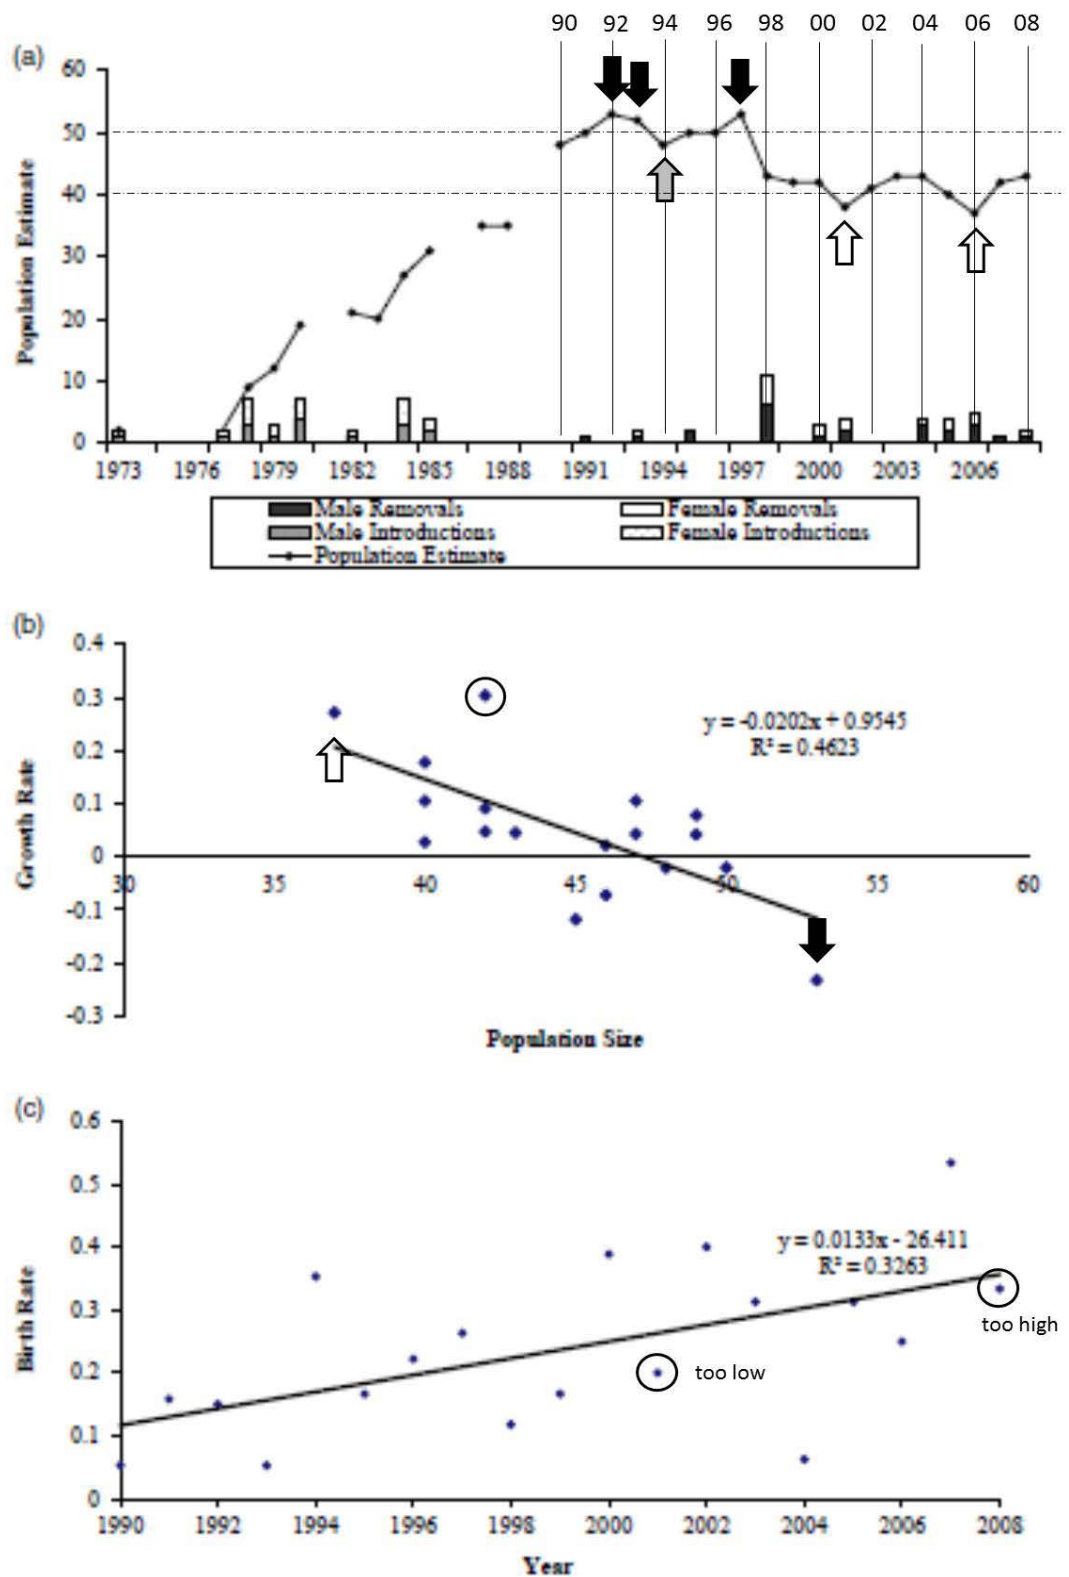 90 92 94 96 98 00 02 04 06 08
(a)
60
50
40
30
20
10
0
Population Estimate
1973 1976 1979 1982 1985 1988 1991 1994 1997 2000 2003 2006
Male Removals Female Removals
Male Introductions Female Introductions
Population Estimate
(b)
0.4
0.3
0.2
0.1
0
-0.1
-0.2
-0.3
Growth Rate
y = -0.0202x + 0.9545
R² = 0.4623
30 35 40 45 50 55 60
Population Size
(c)
0.6
0.5
0.4
0.3
0.2
0.1
0
Birth Rate
y = 0.0133x - 26.411
R² = 0.3263
too high
too low
1990 1992 1994 1996 1998 2000 2002 2004 2006 2008
Year